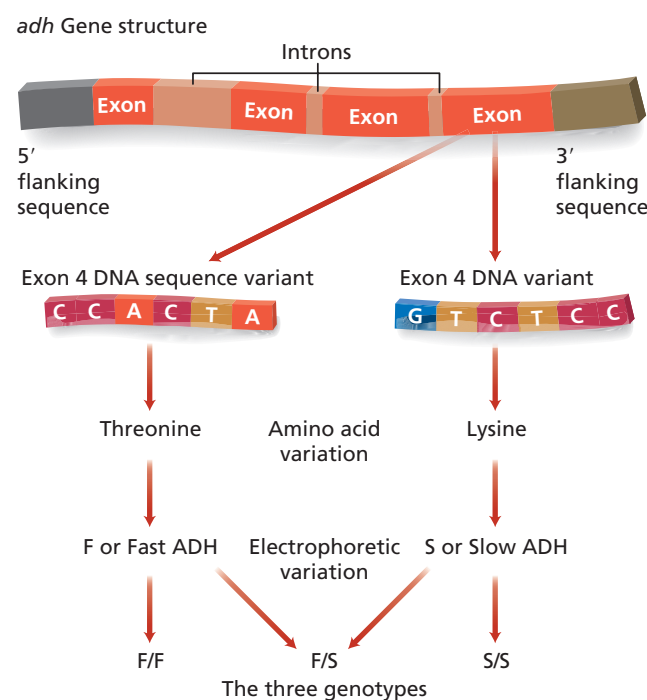 adh Gene structure
Introns
Exon
Exon
Exon
Exon
5′
flanking
sequence
3′
flanking
sequence
Exon 4 DNA sequence variant
Exon 4 DNA variant
C C A C T A
G T C T C C
Threonine
Amino acid
variation
Lysine
F or Fast ADH
Electrophoretic
variation
S or Slow ADH
F/F
F/S
S/S
The three genotypes